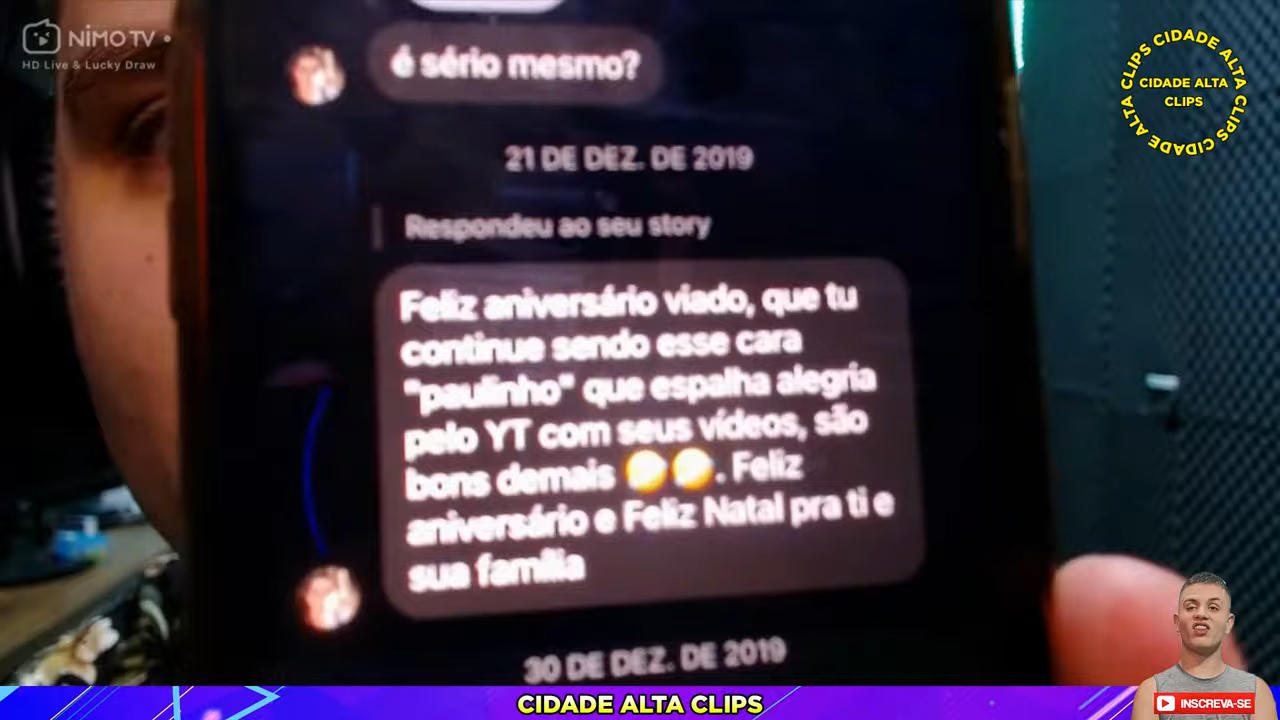 NIMO TV
HD Live & Lucky Draw
CIDADE ALTA CLIPS CIDADE ALTA CLIPS
CIDADE ALTA
CLIPS
é sério mesmo?
21 DE DEZ. DE 2019
Respondeu ao seu story
Feliz aniversário viado, que tu
continue sendo esse cara
"paulinho" que espalha alegria
pelo YT com seus vídeos, são
bons demais 😂😂. Feliz
aniversário e Feliz Natal pra ti e
sua família
30 DE DEZ. DE 2019
CIDADE ALTA CLIPS
INSCREVA-SE